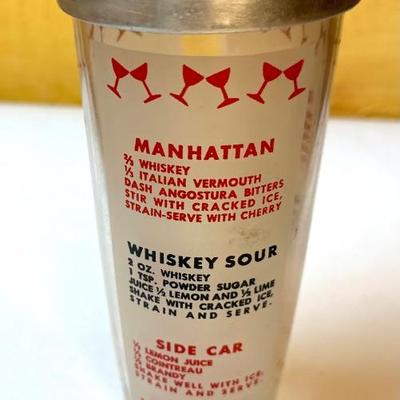 MANHATTAN
⅔ WHISKEY
⅓ ITALIAN VERMOUTH
DASH ANGOSTURA BITTERS
STIR WITH CRACKED ICE,
STRAIN-SERVE WITH CHERRY
WHISKEY SOUR
2 OZ. WHISKEY
1 TSP. POWDER SUGAR
JUICE ½ LEMON AND ½ LIME
SHAKE WITH CRACKED ICE,
STRAIN AND SERVE.
SIDE CAR
LEMON JUICE
COINTREAU
BRANDY
SHAKE WELL WITH ICE,
STRAIN AND SERVE.